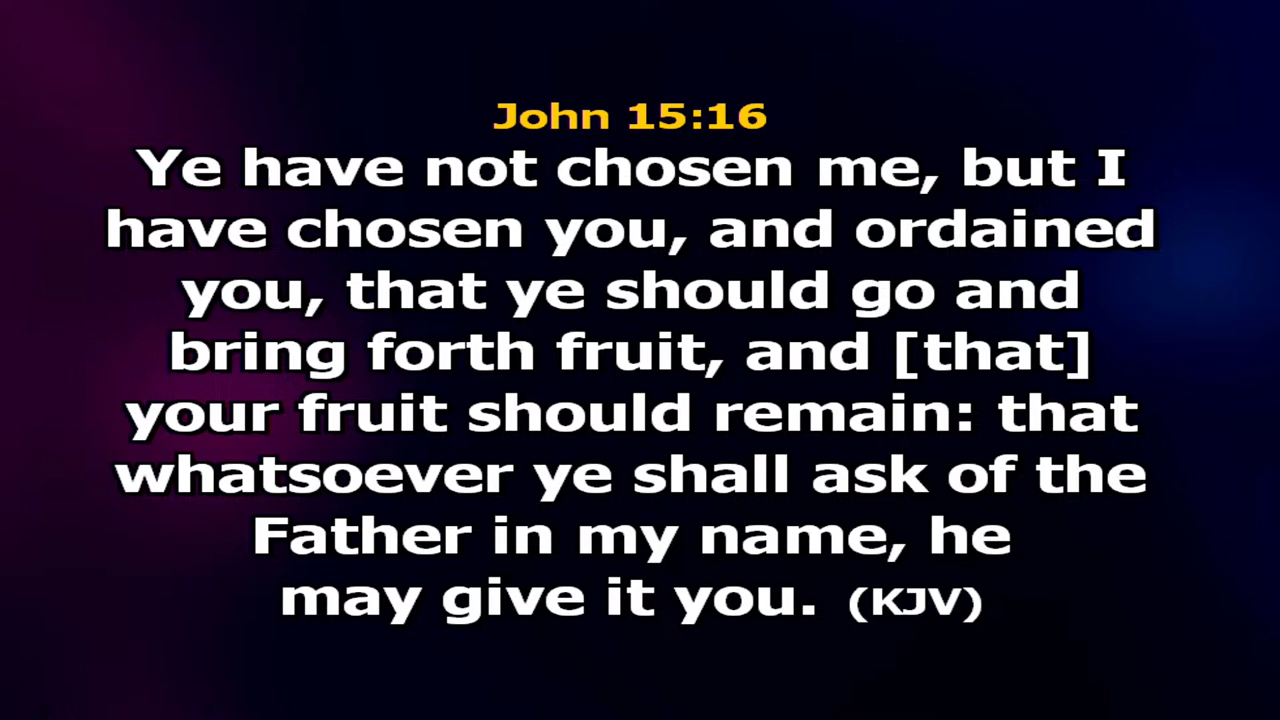 John 15:16
Ye have not chosen me, but I
have chosen you, and ordained
you, that ye should go and
bring forth fruit, and [that]
your fruit should remain: that
whatsoever ye shall ask of the
Father in my name, he
may give it you. (KJV)